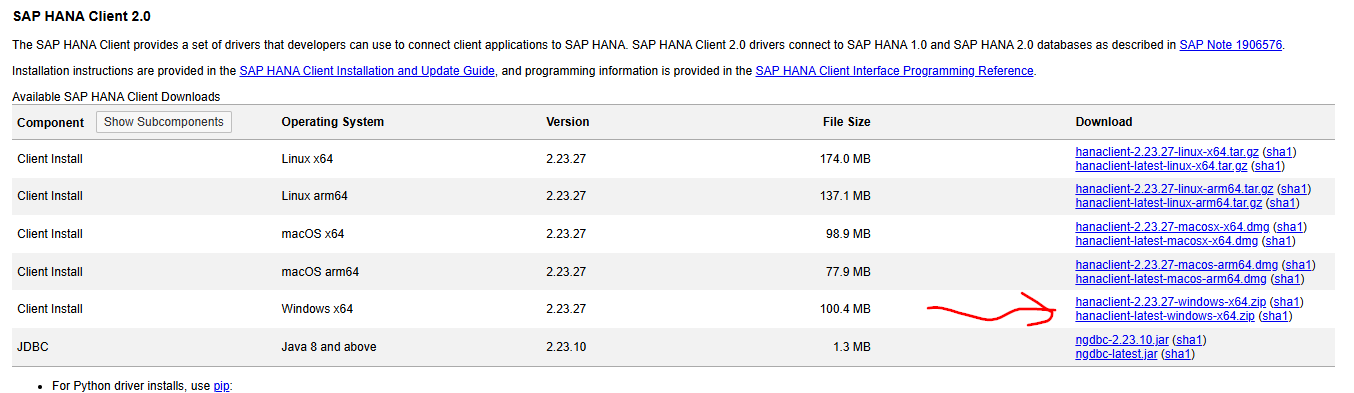 SAP HANA Client 2.0
The SAP HANA Client provides a set of drivers that developers can use to connect client applications to SAP HANA. SAP HANA Client 2.0 drivers connect to SAP HANA 1.0 and SAP HANA 2.0 databases as described in SAP Note 1906576.
Installation instructions are provided in the SAP HANA Client Installation and Update Guide, and programming information is provided in the SAP HANA Client Interface Programming Reference.
Available SAP HANA Client Downloads
Component Show Subcomponents Operating System Version File Size Download
Client Install Linux x64 2.23.27 174.0 MB hanaclient-2.23.27-linux-x64.tar.gz (sha1)
hanaclient-latest-linux-x64.tar.gz (sha1)
Client Install Linux arm64 2.23.27 137.1 MB hanaclient-2.23.27-linux-arm64.tar.gz (sha1)
hanaclient-latest-linux-arm64.tar.gz (sha1)
Client Install macOS x64 2.23.27 98.9 MB hanaclient-2.23.27-macosx-x64.dmg (sha1)
hanaclient-latest-macosx-x64.dmg (sha1)
Client Install macOS arm64 2.23.27 77.9 MB hanaclient-2.23.27-macos-arm64.dmg (sha1)
hanaclient-latest-macos-arm64.dmg (sha1)
Client Install Windows x64 2.23.27 100.4 MB hanaclient-2.23.27-windows-x64.zip (sha1)
hanaclient-latest-windows-x64.zip (sha1)
JDBC Java 8 and above 2.23.10 1.3 MB ngdbc-2.23.10.jar (sha1)
ngdbc-latest.jar (sha1)
• For Python driver installs, use pip: